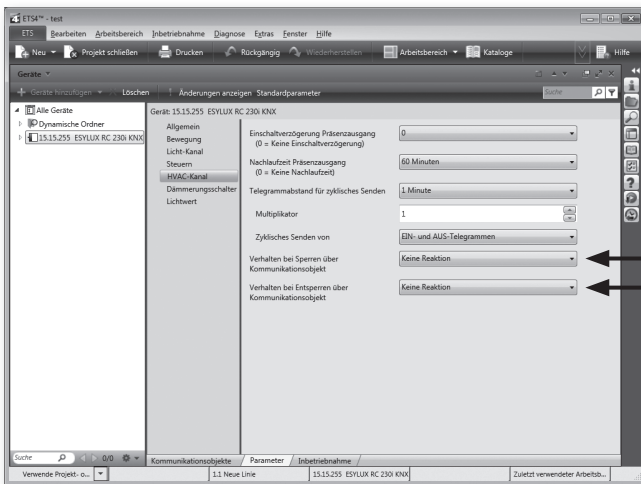 ETS4™ - test
ETS Bearbeiten Arbeitsbereich Inbetriebnahme Diagnose Extras Fenster Hilfe
Neu Projekt schließen Drucken Rückgängig Wiederherstellen Arbeitsbereich Kataloge Hilfe
Geräte
Geräte hinzufügen Löschen Änderungen anzeigen Standardparameter Suche
Alle Geräte
Dynamische Ordner
15.15.255 ESYLUX RC 230i KNX
Gerät: 15.15.255 ESYLUX RC 230i KNX
Allgemein
Bewegung
Licht-Kanal
Steuern
HVAC-Kanal
Dämmerungsschalter
Lichtwert
Einschaltverzögerung Präsenzausgang
(0 = Keine Einschaltverzögerung)
0
Nachlaufzeit Präsenzausgang
(0 = Keine Nachlaufzeit)
60 Minuten
Telegrammabstand für zyklisches Senden
1 Minute
Multiplikator
1
Zyklisches Senden von
EIN- und AUS-Telegrammen
Verhalten bei Sperren über
Kommunikationsobjekt
Keine Reaktion
Verhalten bei Entsperren über
Kommunikationsobjekt
Keine Reaktion
Suche 0/0
Kommunikationsobjekte Parameter Inbetriebnahme
Verwende Projekt- o... 1.1 Neue Linie 15.15.255 ESYLUX RC 230i KNX Zuletzt verwendeter Arbeitsb...